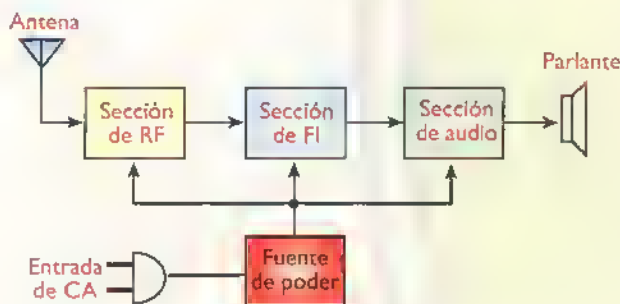 Antena
Parlante
Sección
de RF
Sección
de FI
Sección
de audio
Entrada
de CA
Fuente
de poder